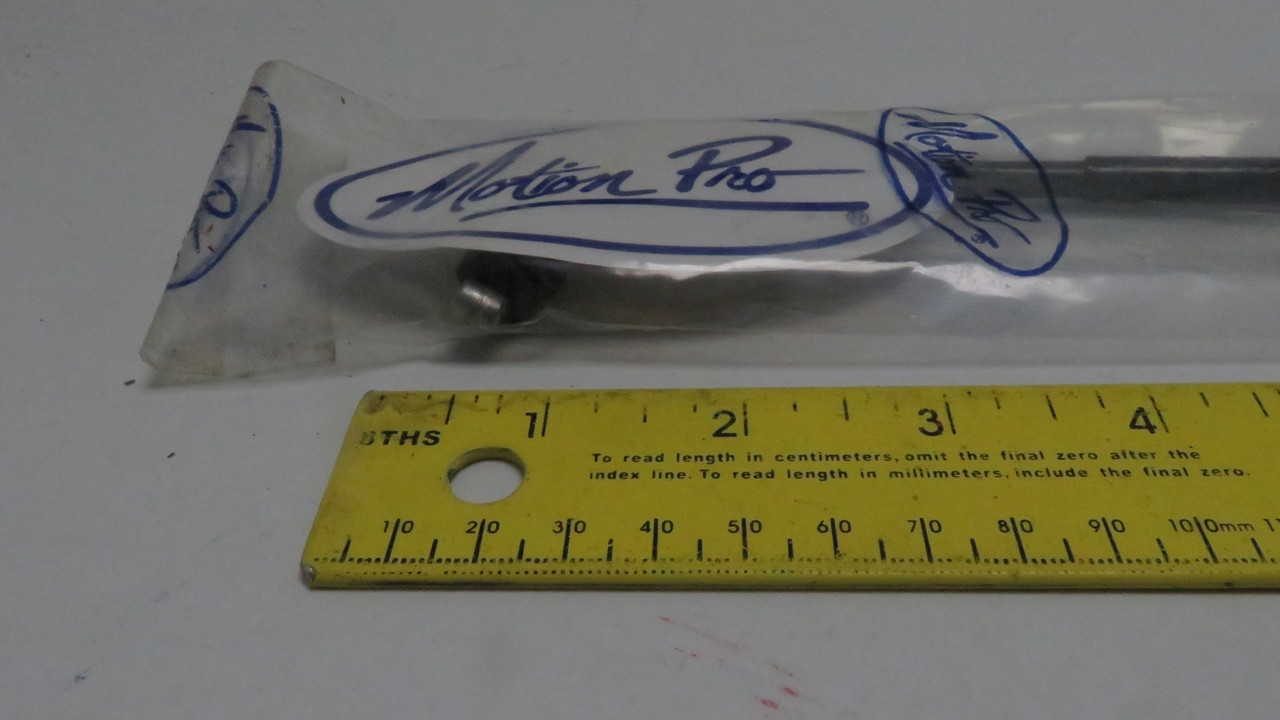 Motion Pro®
Motion Pro®
8THS 1 2 3 4
To read length in centimeters, omit the final zero after the
index line. To read length in millimeters, include the final zero.
10 20 30 40 50 60 70 80 90 100mm